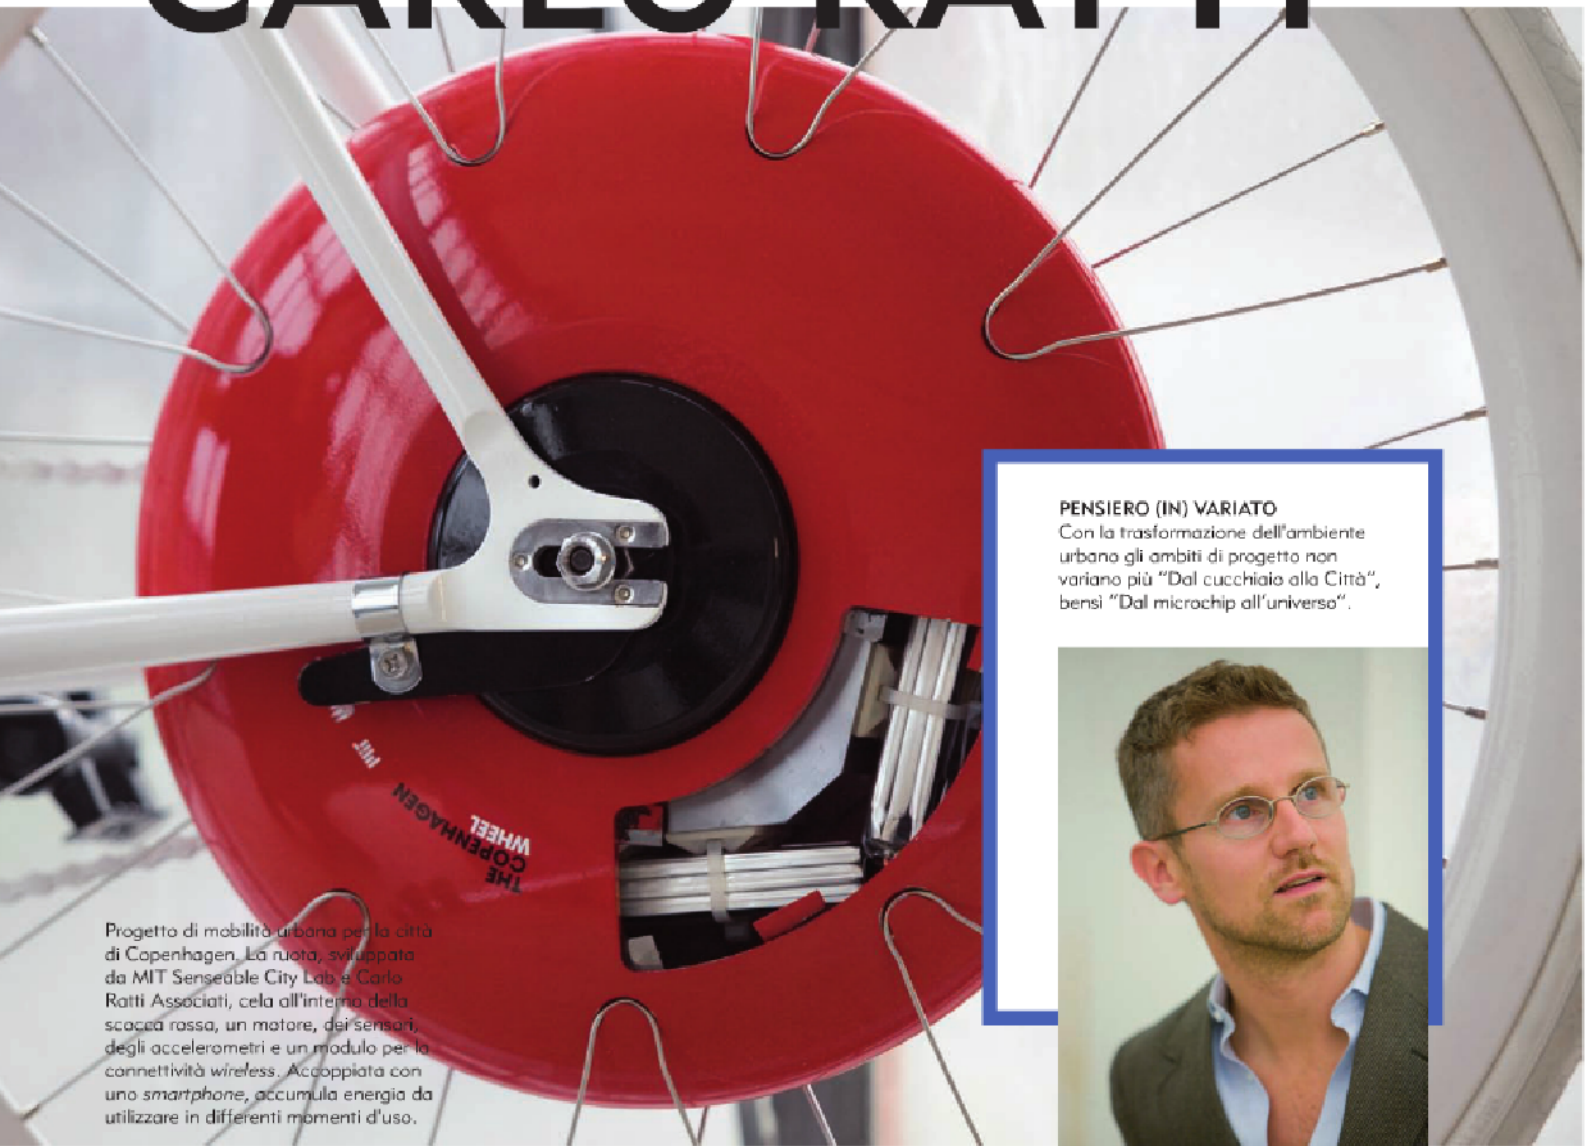 CARLO RATTI
PENSIERO (IN) VARIATO
Con la trasformazione dell'ambiente
urbano gli ambiti di progetto non
variano più "Dal cucchiaio alla Città",
bensì "Dal microchip all'universo".
THE
COPENHAGEN
WHEEL
Progetto di mobilità urbana per la città
di Copenhagen. La ruota, sviluppata
da MIT Senseable City Lab e Carlo
Ratti Associati, cela all'interno della
scocca rossa, un motore, dei sensori,
degli accelerometri e un modulo per la
connettività wireless. Accoppiata con
uno smartphone, accumula energia da
utilizzare in differenti momenti d'uso.